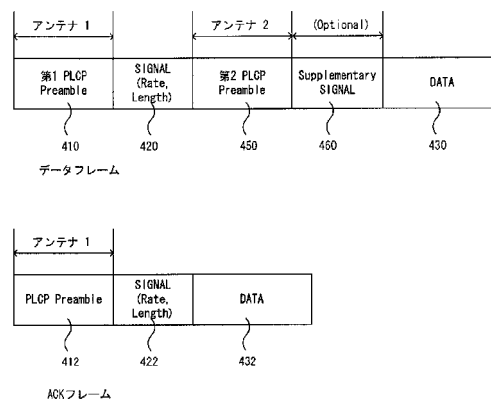 アンテナ 1
アンテナ 2
(Optional)
第1 PLCP
Preamble
SIGNAL
(Rate,
Length)
第2 PLCP
Preamble
Supplementary
SIGNAL
DATA
410
420
450
460
430
データフレーム
アンテナ 1
PLCP Preamble
SIGNAL
(Rate,
Length)
DATA
412
422
432
ACKフレーム